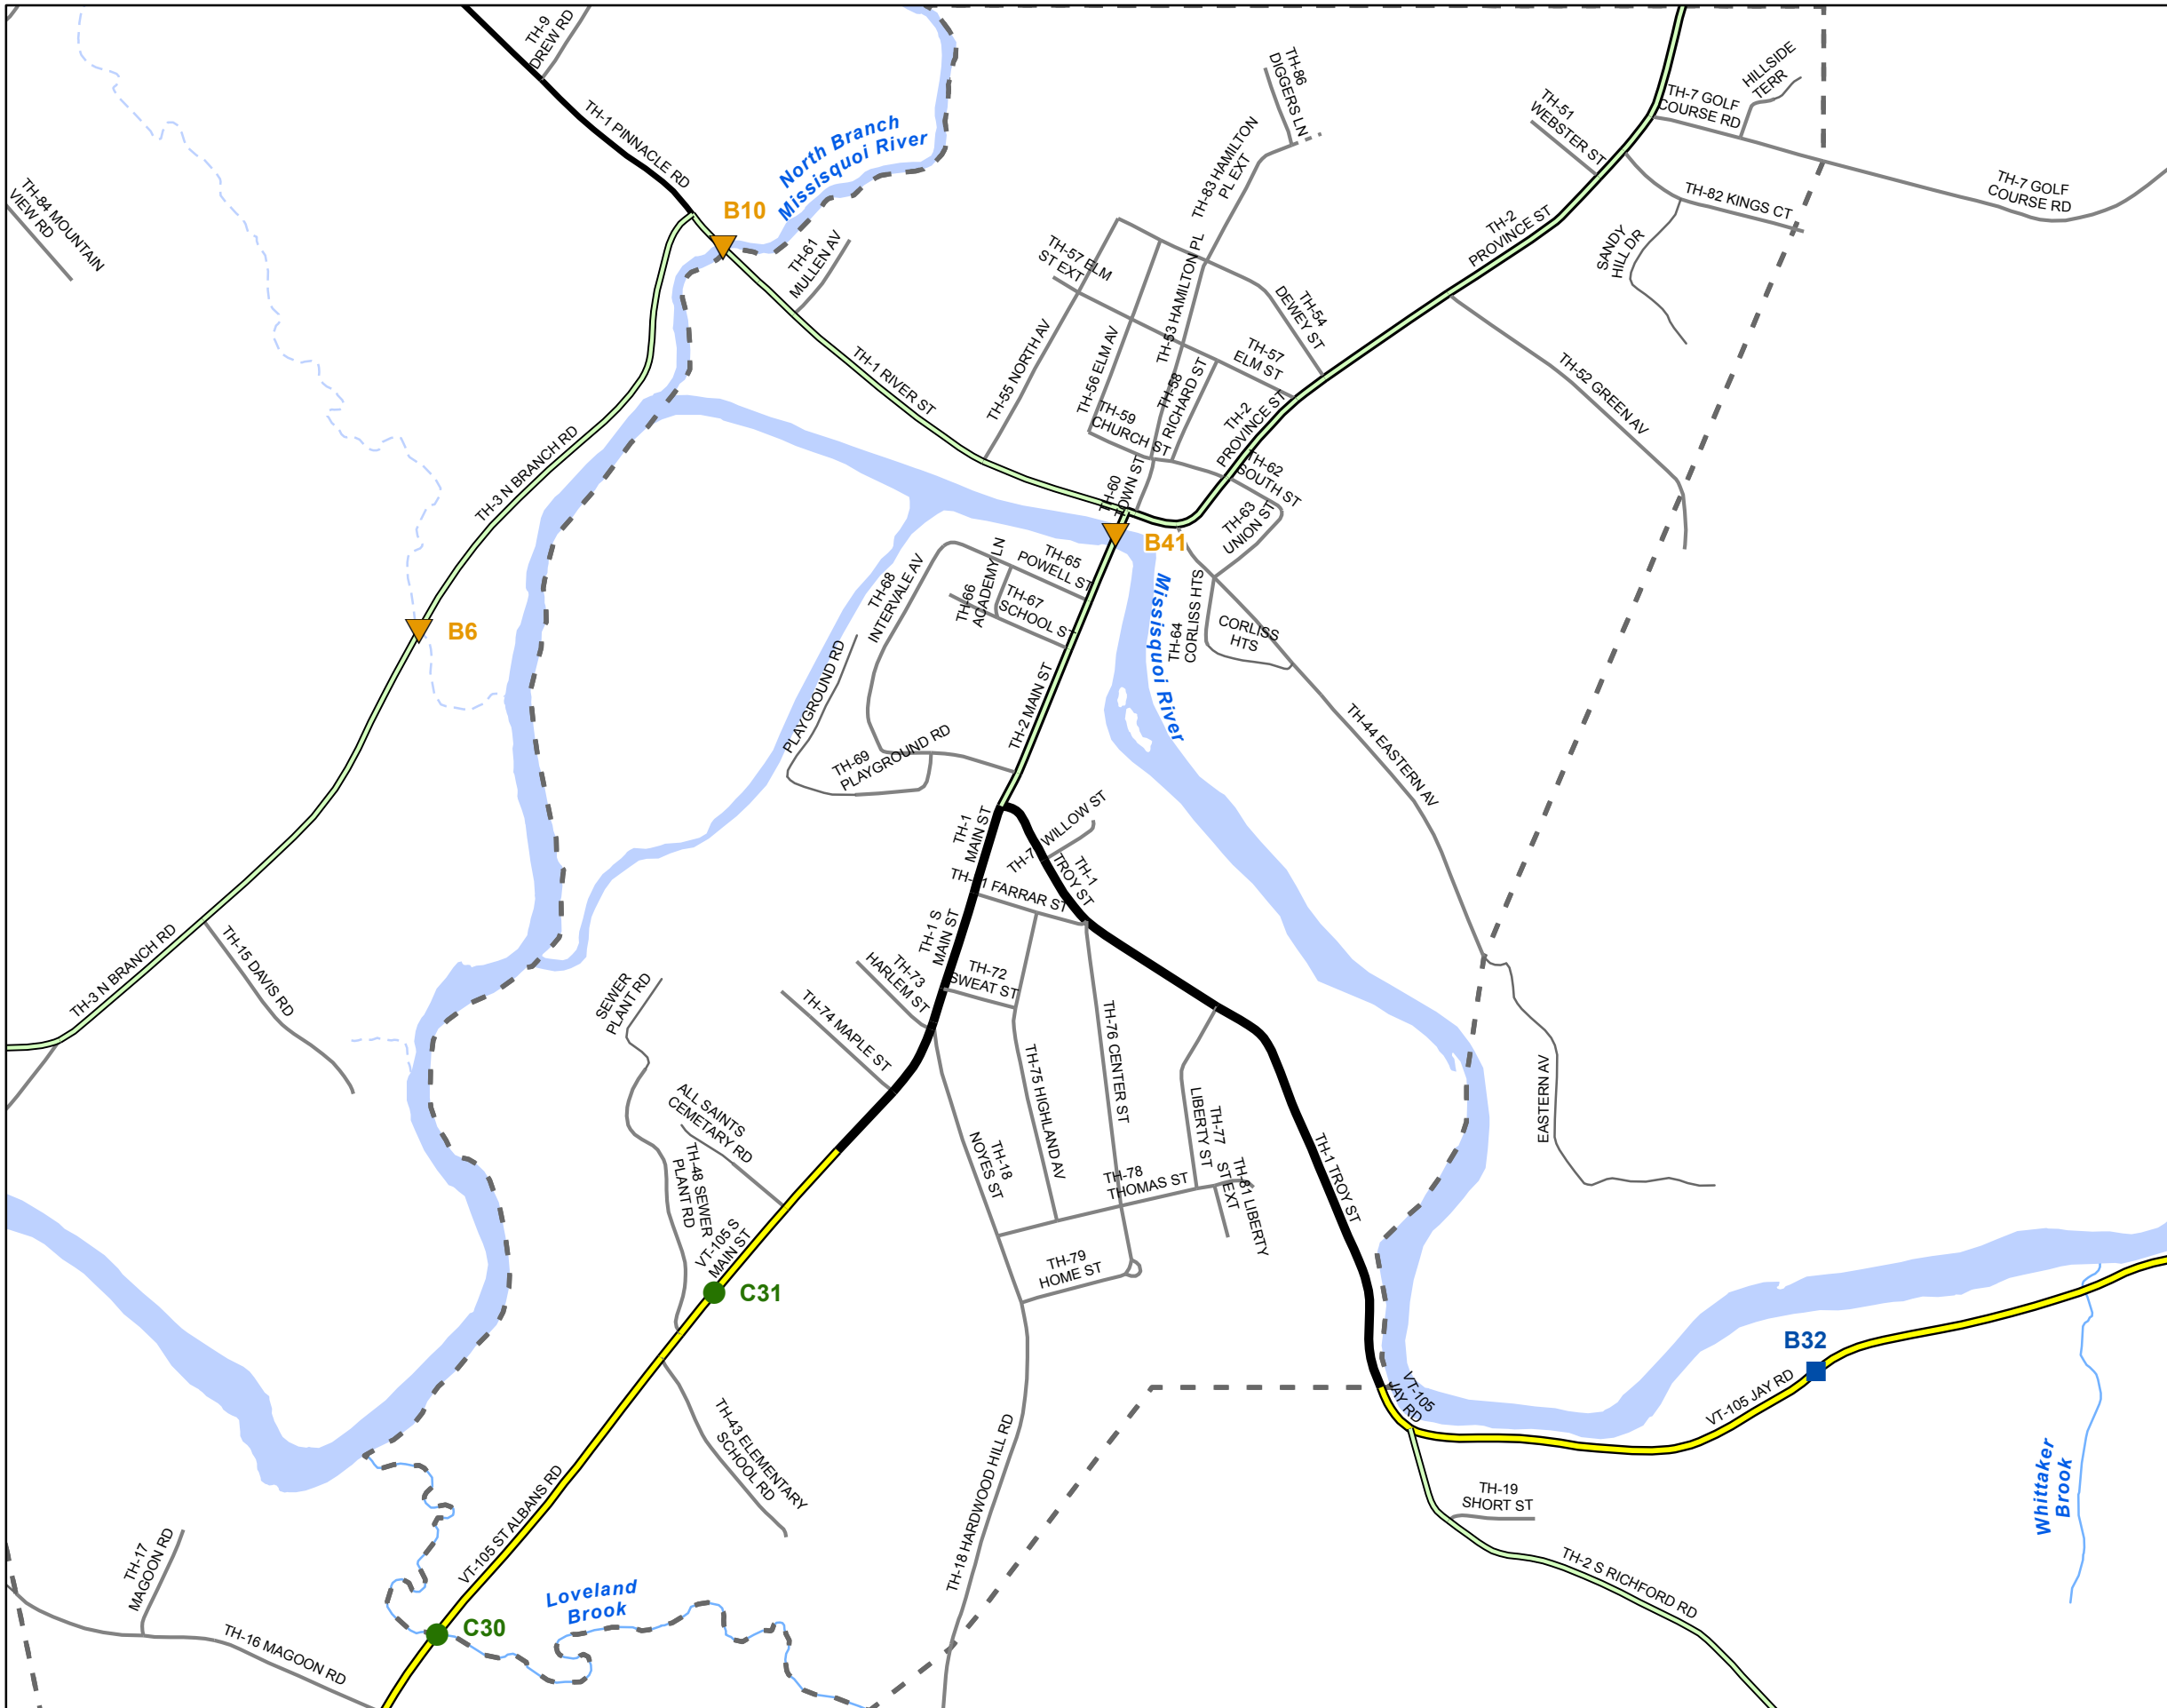 TH-9
DREW RD
TH-1 PINNACLE RD
North Branch
Missisquoi River
TH-86
DIGGERS LN
TH-83 HAMILTON
PL EXT
TH-51
WEBSTER ST
TH-7 GOLF
COURSE RD
HILLSIDE
TERR
TH-7 GOLF
COURSE RD
TH-82 KINGS CT
TH-84 MOUNTAIN
VIEW RD
B10
TH-61
MULLEN AV
TH-57 ELM
ST EXT
TH-53 HAMILTON PL
TH-2
PROVINCE ST
SANDY
HILL DR
TH-54
DEWEY ST
TH-1 RIVER ST
TH-55 NORTH AV
TH-56 ELM AV
TH-57
ELM ST
TH-58
RICHARD ST
TH-59
CHURCH ST
TH-2
PROVINCE ST
TH-52 GREEN AV
TH-3 N BRANCH RD
TH-60
TOWN ST
TH-62
SOUTH ST
TH-63
UNION ST
B41
B6
TH-68
INTERVALE AV
TH-66
ACADEMY LN
TH-65
POWELL ST
TH-67
SCHOOL ST
Missisquoi River
TH-64
CORLISS HTS
CORLISS
HTS
PLAYGROUND RD
TH-69
PLAYGROUND RD
TH-2 MAIN ST
TH-44 EASTERN AV
TH-1
MAIN ST
WILLOW ST
TH-1
TROY ST
FARRAR ST
TH-1 S
MAIN ST
TH-3 N BRANCH RD
TH-15 DAVIS RD
SEWER
PLANT RD
TH-73
HARLEM ST
TH-72
SWEAT ST
TH-74 MAPLE ST
TH-76 CENTER ST
TH-75 HIGHLAND AV
EASTERN AV
ALL SAINTS
CEMETARY RD
TH-48 SEWER
PLANT RD
TH-18
NOYES ST
TH-77
LIBERTY ST
TH-78
THOMAS ST
TH-81 LIBERTY
ST EXT
TH-1 TROY ST
VT-105 S
MAIN ST
TH-79
HOME ST
C31
B32
VT-105
JAY RD
VT-105 JAY RD
TH-43 ELEMENTARY
SCHOOL RD
TH-18 HARDWOOD HILL RD
Whittaker
Brook
TH-19
SHORT ST
VT-105 ST ALBANS RD
TH-17
MAGOON RD
Loveland
Brook
C30
TH-16 MAGOON RD
TH-2 S RICHFORD RD